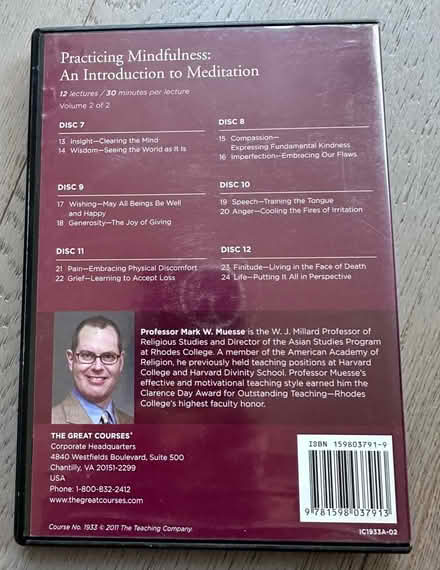 Practicing Mindfulness:
An Introduction to Meditation
12 lectures / 30 minutes per lecture
Volume 2 of 2
DISC 7
13 Insight—Clearing the Mind
14 Wisdom—Seeing the World as It Is
DISC 8
15 Compassion—
Expressing Fundamental Kindness
16 Imperfection—Embracing Our Flaws
DISC 9
17 Wishing—May All Beings Be Well
and Happy
18 Generosity—The Joy of Giving
DISC 10
19 Speech—Training the Tongue
20 Anger—Cooling the Fires of Irritation
DISC 11
21 Pain—Embracing Physical Discomfort
22 Grief—Learning to Accept Loss
DISC 12
23 Finitude—Living in the Face of Death
24 Life—Putting It All in Perspective
Professor Mark W. Muesse is the W. J. Millard Professor of
Religious Studies and Director of the Asian Studies Program
at Rhodes College. A member of the American Academy of
Religion, he previously held teaching positions at Harvard
College and Harvard Divinity School. Professor Muesse's
effective and motivational teaching style earned him the
Clarence Day Award for Outstanding Teaching—Rhodes
College's highest faculty honor.
THE GREAT COURSES®
Corporate Headquarters
4840 Westfields Boulevard, Suite 500
Chantilly, VA 20151-2299
USA
Phone: 1-800-832-2412
www.thegreatcourses.com
Course No. 1933 © 2011 The Teaching Company.
ISBN 159803791-9
9 781598 037913
IC1933A-02